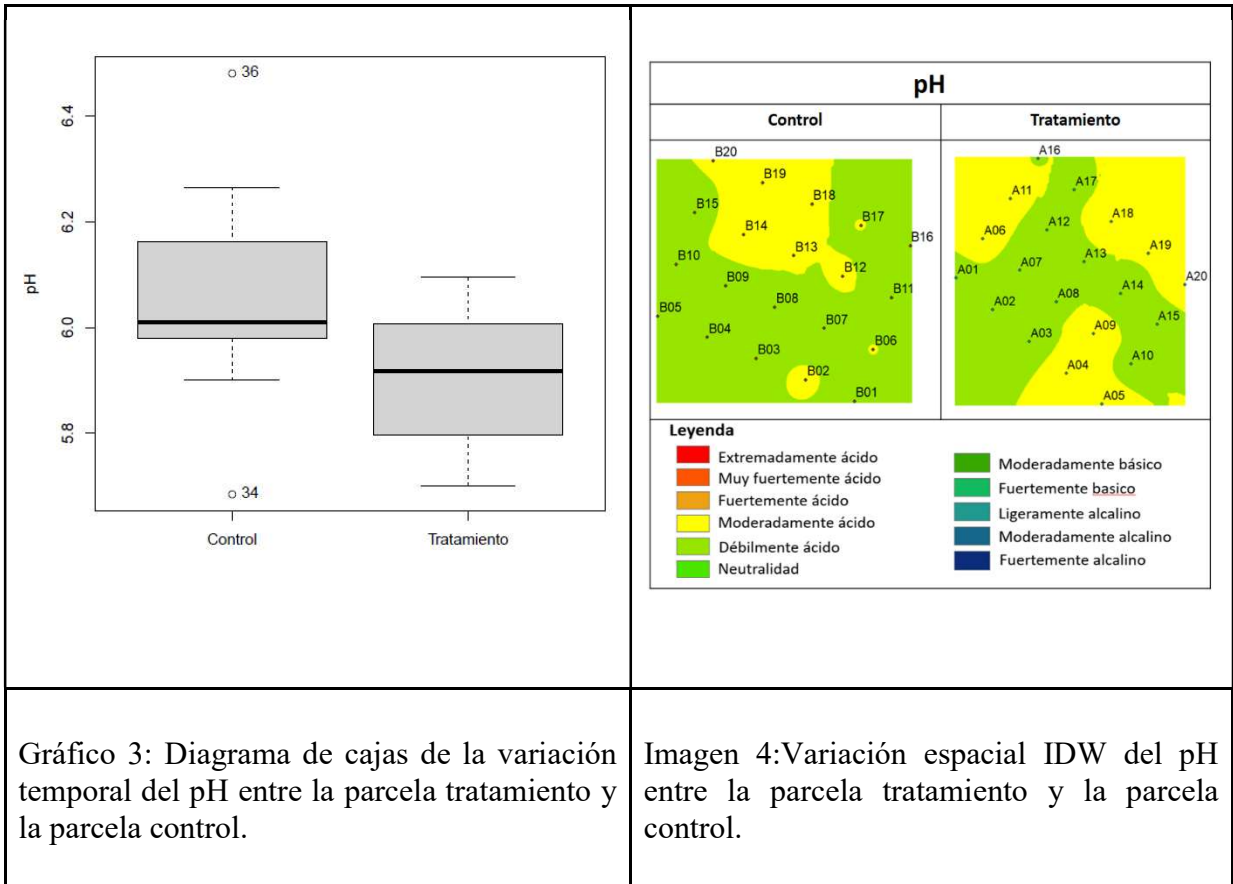 36
6.4
6.2
6.0
5.8
pH
34
Control
Tratamiento
pH
Control
Tratamiento
B20
B19
B18
B17
B16
B15
B14
B13
B12
B11
B10
B09
B08
B07
B06
B05
B04
B03
B02
B01
A16
A17
A11
A12
A18
A06
A13
A19
A01
A07
A14
A20
A02
A08
A15
A03
A09
A10
A04
A05
Leyenda
Extremadamente ácido
Muy fuertemente ácido
Fuertemente ácido
Moderadamente ácido
Débilmente ácido
Neutralidad
Moderadamente básico
Fuertemente basico
Ligeramente alcalino
Moderadamente alcalino
Fuertemente alcalino
Gráfico 3: Diagrama de cajas de la variación
temporal del pH entre la parcela tratamiento y
la parcela control.
Imagen 4:Variación espacial IDW del pH
entre la parcela tratamiento y la parcela
control.